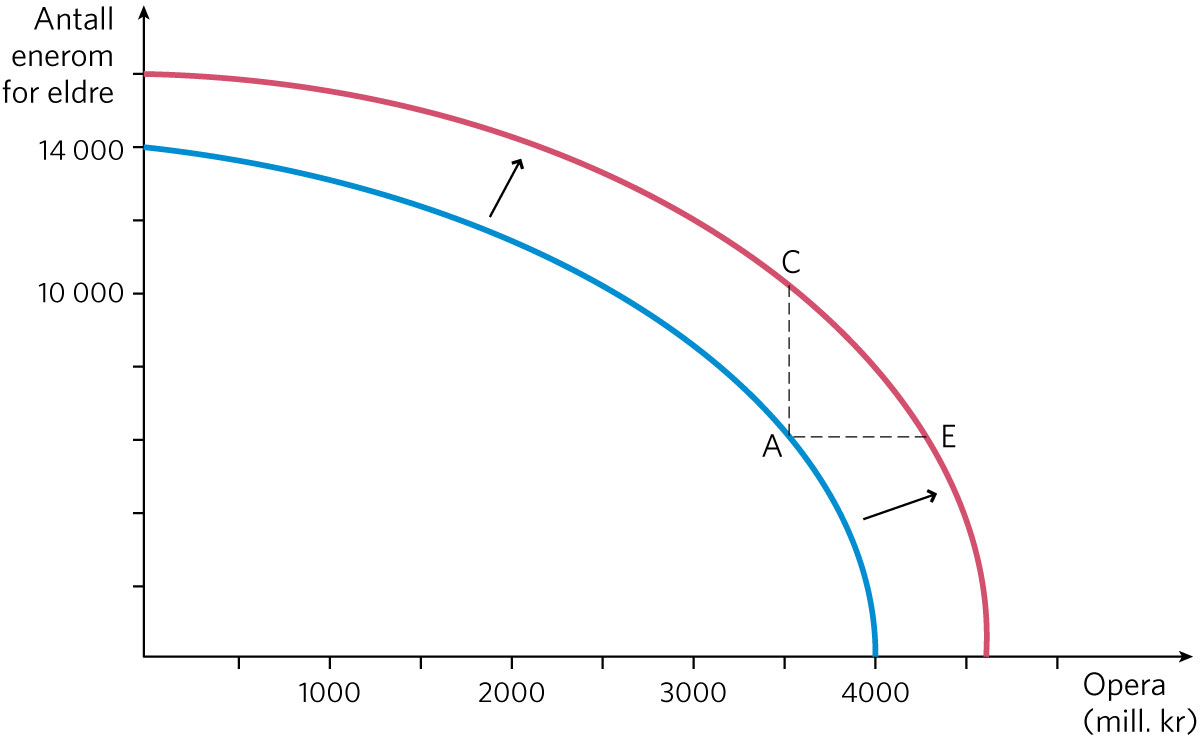 Antall
enerom
for eldre
14 000
10 000
C
A
E
1000
2000
3000
4000
Opera
(mill. kr)